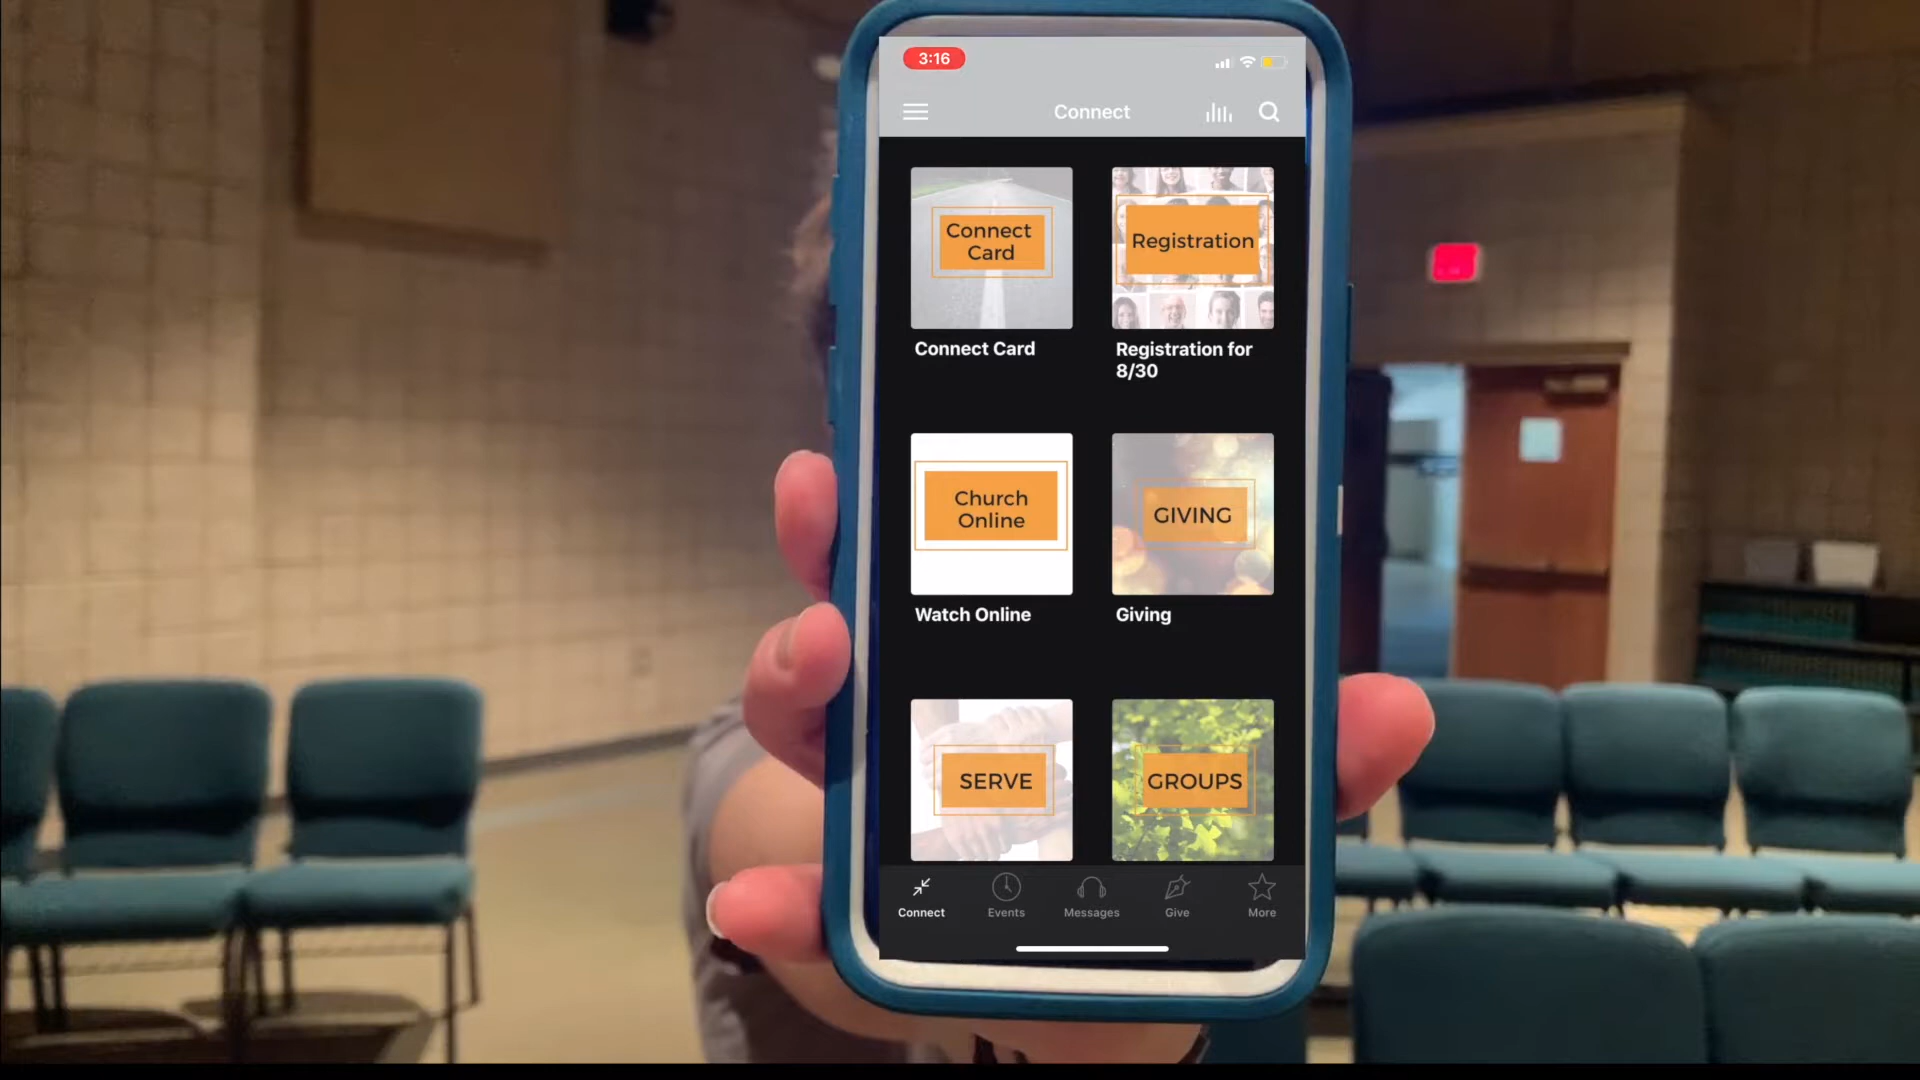 3:16
Connect
Connect
Card
Registration
Connect Card
Registration for
8/30
Church
Online
GIVING
Watch Online
Giving
SERVE
GROUPS
Connect
Events
Messages
Give
More